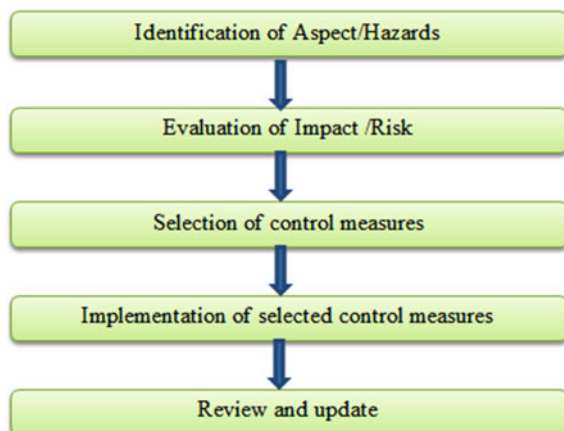 Identification of Aspect/Hazards
Evaluation of Impact /Risk
Selection of control measures
Implementation of selected control measures
Review and update